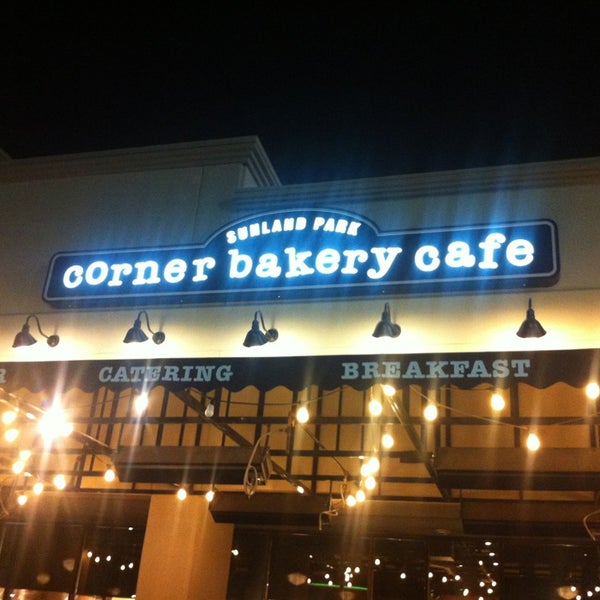 SUNLAND PARK
corner bakery cafe
CATERING BREAKFAST